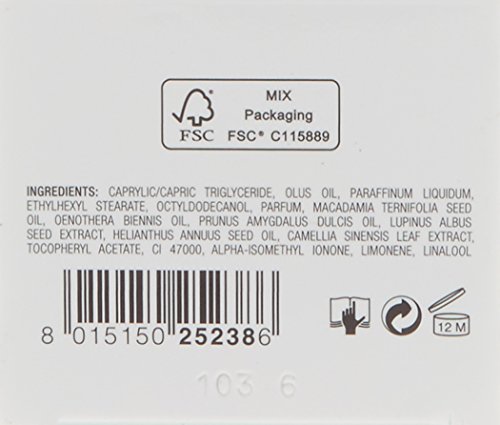 MIX
Packaging
FSC
FSC® C115889
INGREDIENTS: CAPRYLIC/CAPRIC TRIGLYCERIDE, OLUS OIL, PARAFFINUM LIQUIDUM,
ETHYLHEXYL STEARATE, OCTYLDODECANOL, PARFUM, MACADAMIA TERNIFOLIA SEED
OIL, OENOTHERA BIENNIS OIL, PRUNUS AMYGDALUS DULCIS OIL, LUPINUS ALBUS
SEED EXTRACT, HELIANTHUS ANNUUS SEED OIL, CAMELLIA SINENSIS LEAF EXTRACT,
TOCOPHERYL ACETATE, CI 47000, ALPHA-ISOMETHYL IONONE, LIMONENE, LINALOOL
8 015150 252386
12 M
103 6